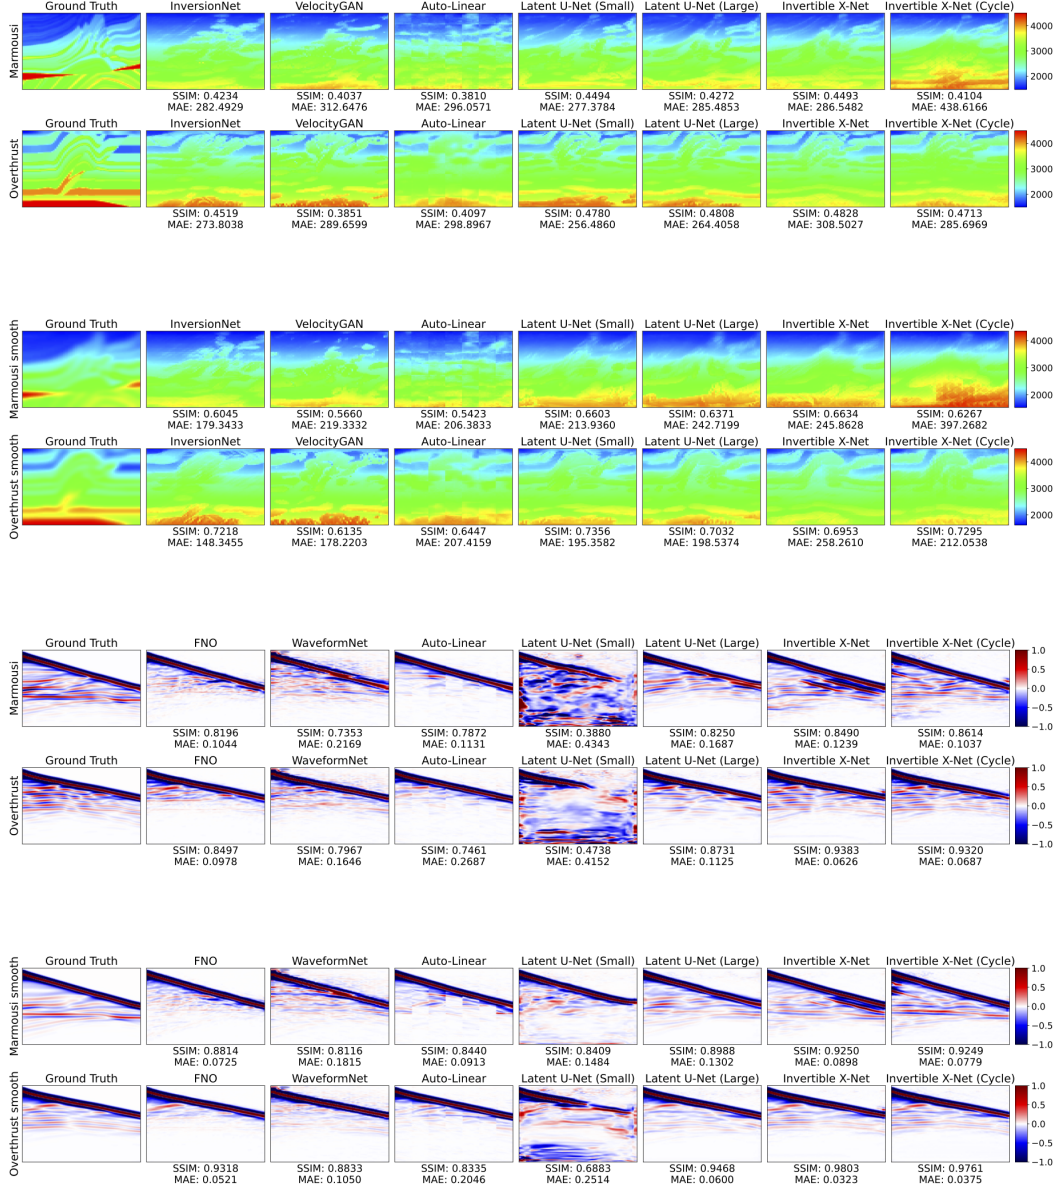 Ground Truth InversionNet VelocityGAN Auto-Linear Latent U-Net (Small) Latent U-Net (Large) Invertible X-Net Invertible X-Net (Cycle)
Marmousi
4000
3000
2000
SSIM: 0.4234 SSIM: 0.4037 SSIM: 0.3810 SSIM: 0.4494 SSIM: 0.4272 SSIM: 0.4493 SSIM: 0.4104
MAE: 282.4929 MAE: 312.6476 MAE: 296.0571 MAE: 277.3784 MAE: 285.4853 MAE: 286.5482 MAE: 438.6166
Ground Truth InversionNet VelocityGAN Auto-Linear Latent U-Net (Small) Latent U-Net (Large) Invertible X-Net Invertible X-Net (Cycle)
Overthrust
4000
3000
2000
SSIM: 0.4519 SSIM: 0.3851 SSIM: 0.4097 SSIM: 0.4780 SSIM: 0.4808 SSIM: 0.4828 SSIM: 0.4713
MAE: 273.8038 MAE: 289.6599 MAE: 298.8967 MAE: 256.4860 MAE: 264.4058 MAE: 308.5027 MAE: 285.6969
Ground Truth InversionNet VelocityGAN Auto-Linear Latent U-Net (Small) Latent U-Net (Large) Invertible X-Net Invertible X-Net (Cycle)
Marmousi smooth
4000
3000
2000
SSIM: 0.6045 SSIM: 0.5660 SSIM: 0.5423 SSIM: 0.6603 SSIM: 0.6371 SSIM: 0.6634 SSIM: 0.6267
MAE: 179.3433 MAE: 219.3332 MAE: 206.3833 MAE: 213.9360 MAE: 242.7199 MAE: 245.8628 MAE: 397.2682
Ground Truth InversionNet VelocityGAN Auto-Linear Latent U-Net (Small) Latent U-Net (Large) Invertible X-Net Invertible X-Net (Cycle)
Overthrust smooth
4000
3000
2000
SSIM: 0.7218 SSIM: 0.6135 SSIM: 0.6447 SSIM: 0.7356 SSIM: 0.7032 SSIM: 0.6953 SSIM: 0.7295
MAE: 148.3455 MAE: 178.2203 MAE: 207.4159 MAE: 195.3582 MAE: 198.5374 MAE: 258.2610 MAE: 212.0538
Ground Truth FNO WaveformNet Auto-Linear Latent U-Net (Small) Latent U-Net (Large) Invertible X-Net Invertible X-Net (Cycle)
Marmousi
1.0
0.5
0.0
−0.5
−1.0
SSIM: 0.8196 SSIM: 0.7353 SSIM: 0.7872 SSIM: 0.3880 SSIM: 0.8250 SSIM: 0.8490 SSIM: 0.8614
MAE: 0.1044 MAE: 0.2169 MAE: 0.1131 MAE: 0.4343 MAE: 0.1687 MAE: 0.1239 MAE: 0.1037
Ground Truth FNO WaveformNet Auto-Linear Latent U-Net (Small) Latent U-Net (Large) Invertible X-Net Invertible X-Net (Cycle)
Overthrust
1.0
0.5
0.0
−0.5
−1.0
SSIM: 0.8497 SSIM: 0.7967 SSIM: 0.7461 SSIM: 0.4738 SSIM: 0.8731 SSIM: 0.9383 SSIM: 0.9320
MAE: 0.0978 MAE: 0.1646 MAE: 0.2687 MAE: 0.4152 MAE: 0.1125 MAE: 0.0626 MAE: 0.0687
Ground Truth FNO WaveformNet Auto-Linear Latent U-Net (Small) Latent U-Net (Large) Invertible X-Net Invertible X-Net (Cycle)
Marmousi smooth
1.0
0.5
0.0
−0.5
−1.0
SSIM: 0.8814 SSIM: 0.8116 SSIM: 0.8440 SSIM: 0.8409 SSIM: 0.8988 SSIM: 0.9250 SSIM: 0.9249
MAE: 0.0725 MAE: 0.1815 MAE: 0.0913 MAE: 0.1484 MAE: 0.1302 MAE: 0.0898 MAE: 0.0779
Ground Truth FNO WaveformNet Auto-Linear Latent U-Net (Small) Latent U-Net (Large) Invertible X-Net Invertible X-Net (Cycle)
Overthrust smooth
1.0
0.5
0.0
−0.5
−1.0
SSIM: 0.9318 SSIM: 0.8833 SSIM: 0.8335 SSIM: 0.6883 SSIM: 0.9468 SSIM: 0.9803 SSIM: 0.9761
MAE: 0.0521 MAE: 0.1050 MAE: 0.2046 MAE: 0.2514 MAE: 0.0600 MAE: 0.0323 MAE: 0.0375